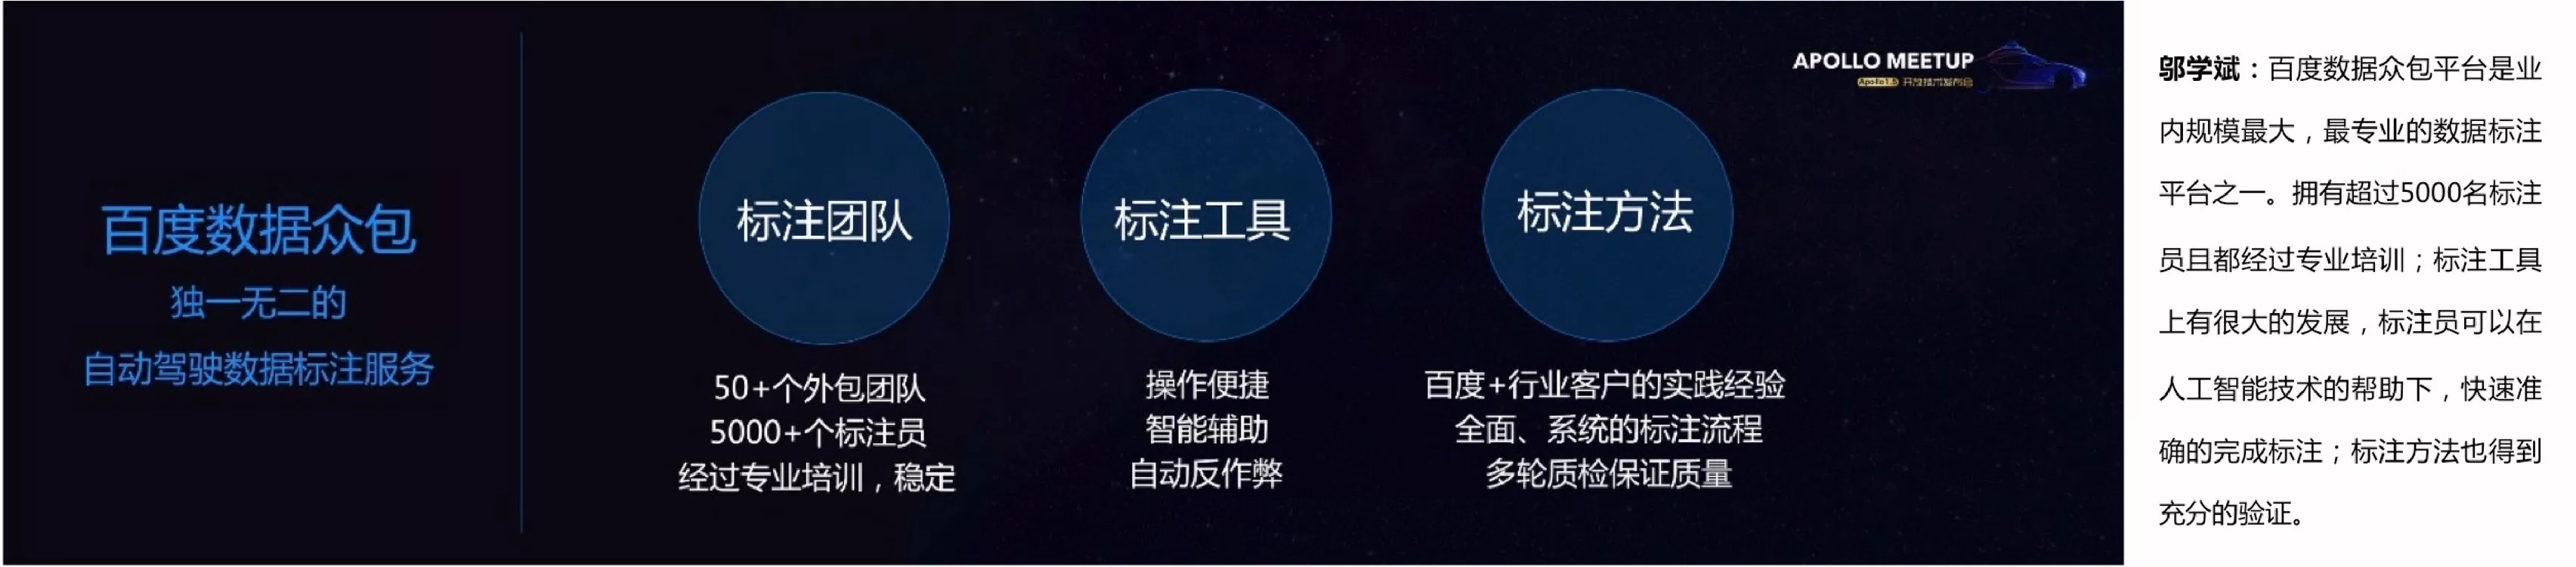 APOLLO MEETUP
Apollo1.5 开放技术发布会
百度数据众包
独一无二的
自动驾驶数据标注服务
标注团队
50+个外包团队
5000+个标注员
经过专业培训，稳定
标注工具
操作便捷
智能辅助
自动反作弊
标注方法
百度+行业客户的实践经验
全面、系统的标注流程
多轮质检保证质量
邬学斌：百度数据众包平台是业
内规模最大，最专业的数据标注
平台之一。拥有超过5000名标注
员且都经过专业培训；标注工具
上有很大的发展，标注员可以在
人工智能技术的帮助下，快速准
确的完成标注；标注方法也得到
充分的验证。